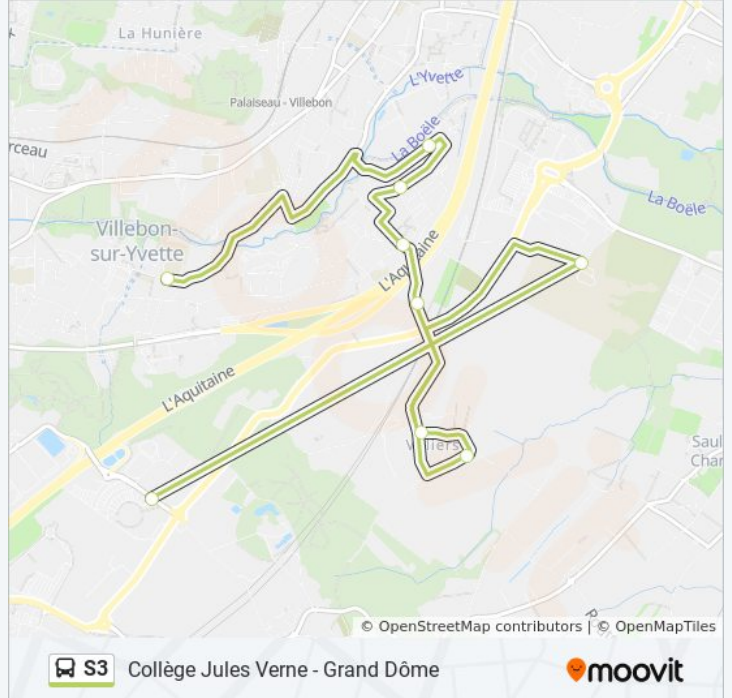 La Hunière
L'Yvette
Palaiseau - Villebon
La Boële
rceau
La Boële
Villebon-
sur-Yvette
L'Aquitaine
L'Aquitaine
Saul
Char
© OpenStreetMap contributors | © OpenMapTiles
S3 Collège Jules Verne - Grand Dôme
moovit